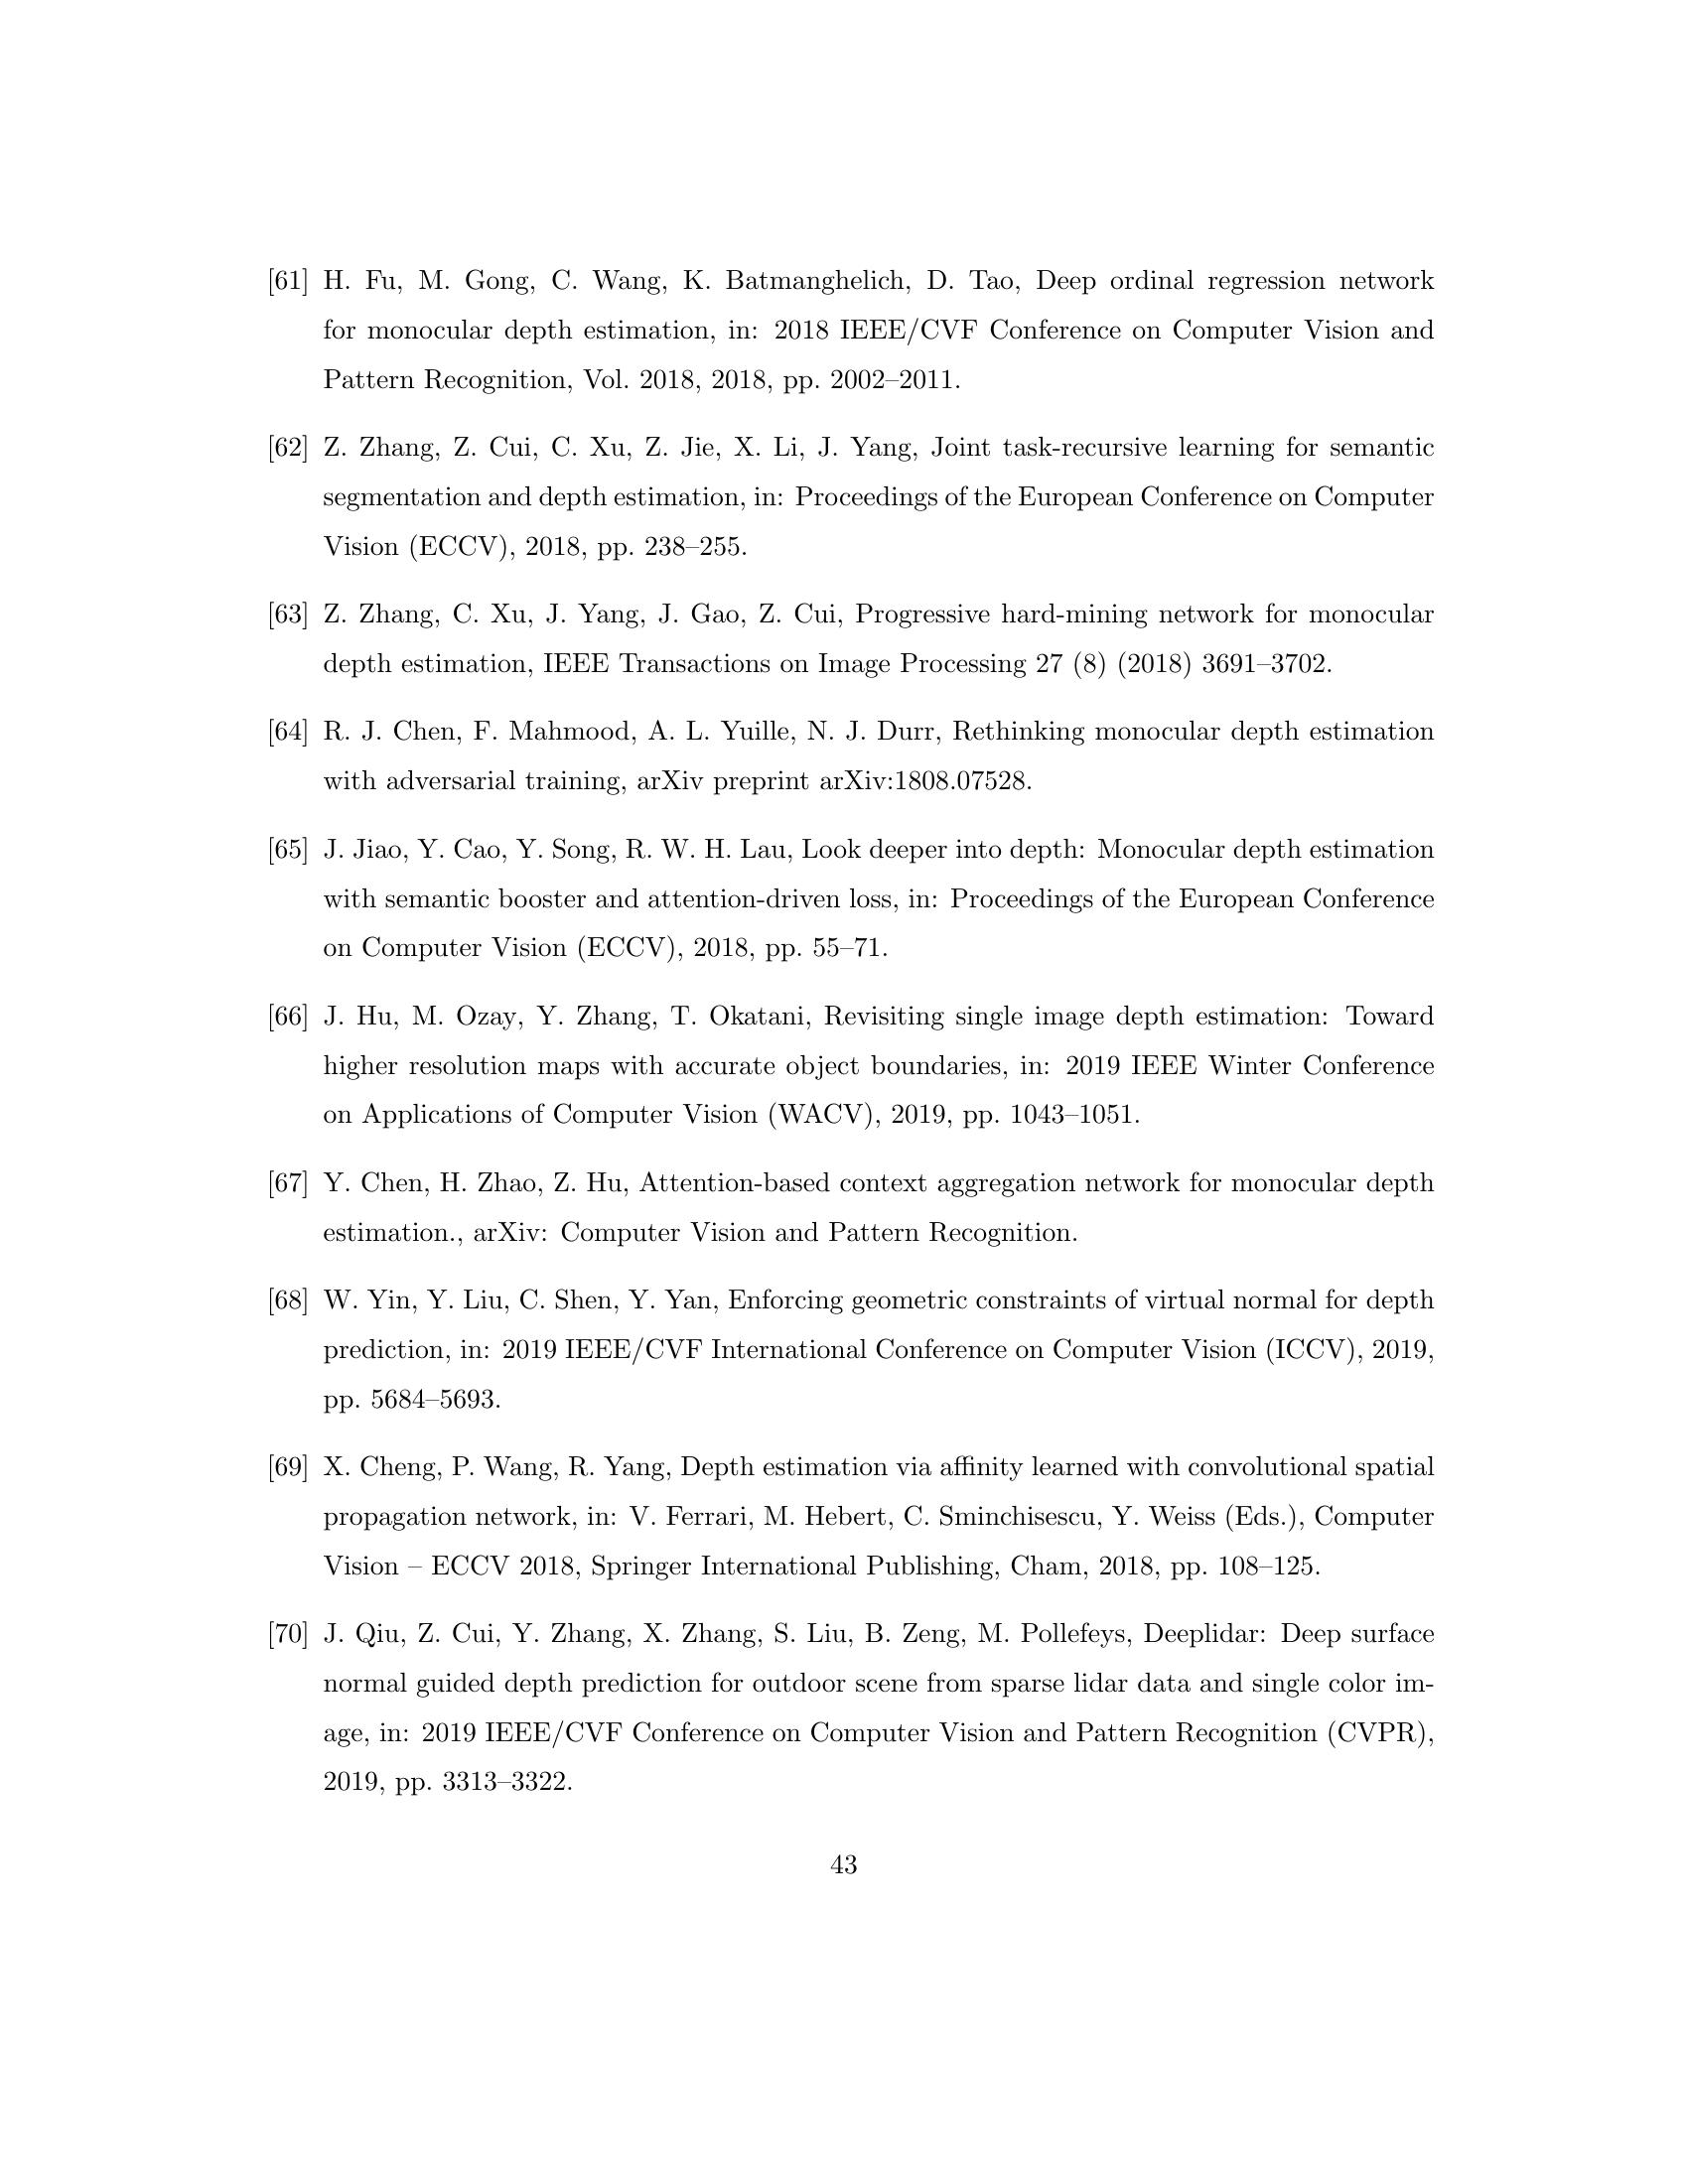 [61] H. Fu, M. Gong, C. Wang, K. Batmanghelich, D. Tao, Deep ordinal regression network
for monocular depth estimation, in: 2018 IEEE/CVF Conference on Computer Vision and
Pattern Recognition, Vol. 2018, 2018, pp. 2002–2011.
[62] Z. Zhang, Z. Cui, C. Xu, Z. Jie, X. Li, J. Yang, Joint task-recursive learning for semantic
segmentation and depth estimation, in: Proceedings of the European Conference on Computer
Vision (ECCV), 2018, pp. 238–255.
[63] Z. Zhang, C. Xu, J. Yang, J. Gao, Z. Cui, Progressive hard-mining network for monocular
depth estimation, IEEE Transactions on Image Processing 27 (8) (2018) 3691–3702.
[64] R. J. Chen, F. Mahmood, A. L. Yuille, N. J. Durr, Rethinking monocular depth estimation
with adversarial training, arXiv preprint arXiv:1808.07528.
[65] J. Jiao, Y. Cao, Y. Song, R. W. H. Lau, Look deeper into depth: Monocular depth estimation
with semantic booster and attention-driven loss, in: Proceedings of the European Conference
on Computer Vision (ECCV), 2018, pp. 55–71.
[66] J. Hu, M. Ozay, Y. Zhang, T. Okatani, Revisiting single image depth estimation: Toward
higher resolution maps with accurate object boundaries, in: 2019 IEEE Winter Conference
on Applications of Computer Vision (WACV), 2019, pp. 1043–1051.
[67] Y. Chen, H. Zhao, Z. Hu, Attention-based context aggregation network for monocular depth
estimation., arXiv: Computer Vision and Pattern Recognition.
[68] W. Yin, Y. Liu, C. Shen, Y. Yan, Enforcing geometric constraints of virtual normal for depth
prediction, in: 2019 IEEE/CVF International Conference on Computer Vision (ICCV), 2019,
pp. 5684–5693.
[69] X. Cheng, P. Wang, R. Yang, Depth estimation via affinity learned with convolutional spatial
propagation network, in: V. Ferrari, M. Hebert, C. Sminchisescu, Y. Weiss (Eds.), Computer
Vision – ECCV 2018, Springer International Publishing, Cham, 2018, pp. 108–125.
[70] J. Qiu, Z. Cui, Y. Zhang, X. Zhang, S. Liu, B. Zeng, M. Pollefeys, Deeplidar: Deep surface
normal guided depth prediction for outdoor scene from sparse lidar data and single color im-
age, in: 2019 IEEE/CVF Conference on Computer Vision and Pattern Recognition (CVPR),
2019, pp. 3313–3322.
43